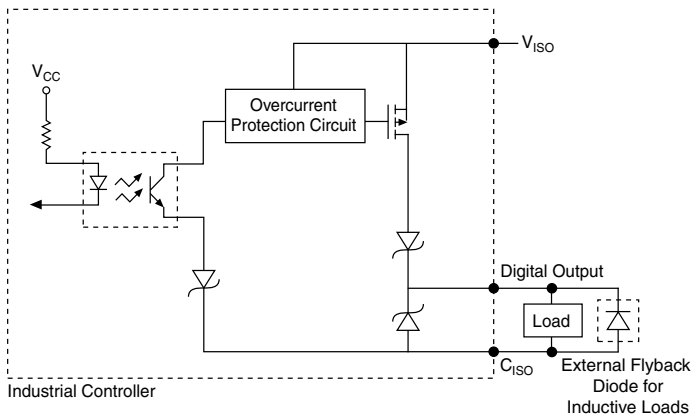 V_CC
Overcurrent
Protection Circuit
V_ISO
Digital Output
Load
C_ISO
External Flyback
Diode for
Inductive Loads
Industrial Controller